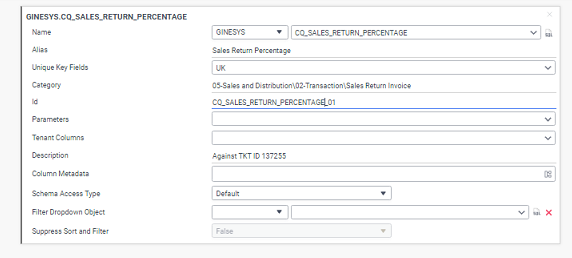 GINESYS.CQ_SALES_RETURN_PERCENTAGE
Name GINESYS CQ_SALES_RETURN_PERCENTAGE
Alias Sales Return Percentage
Unique Key Fields UK
Category 05-Sales and Distribution\02-Transaction\Sales Return Invoice
Id CQ_SALES_RETURN_PERCENTAGE_01
Parameters
Tenant Columns
Description Against TKT ID 137255
Column Metadata
Schema Access Type Default
Filter Dropdown Object
Suppress Sort and Filter False